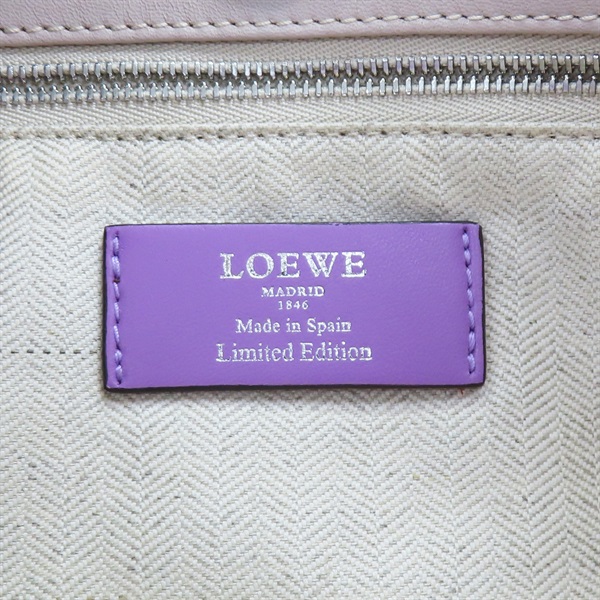 LOEWE
MADRID
1846
Made in Spain
Limited Edition